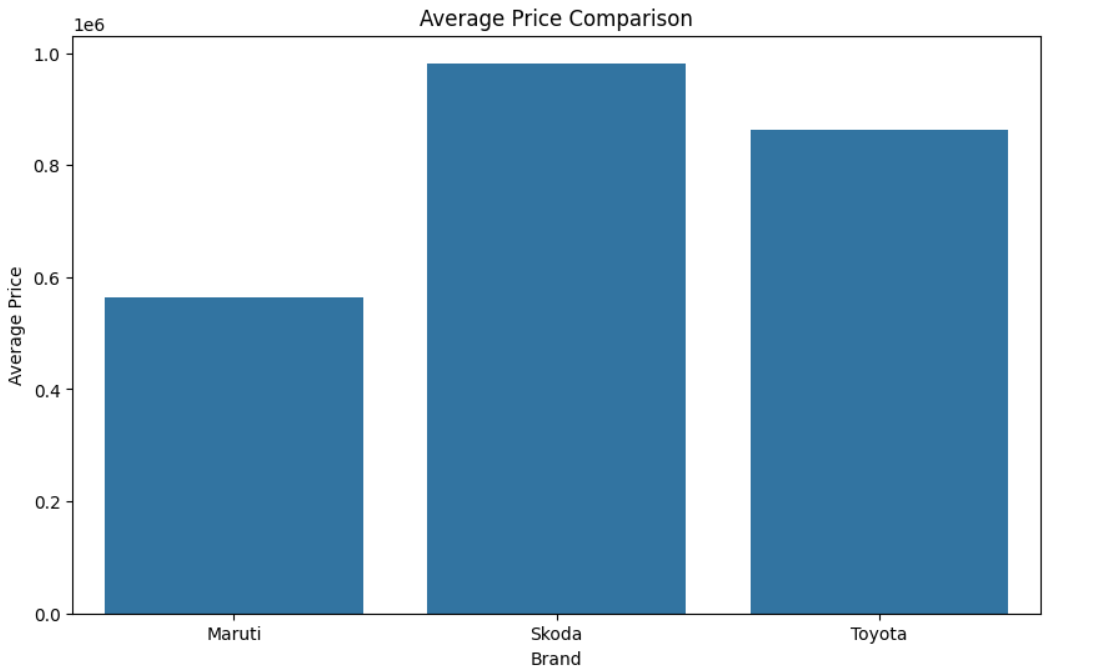 Average Price Comparison
1e6
1.0
0.8
0.6
0.4
0.2
0.0
Average Price
Maruti Skoda Toyota
Brand